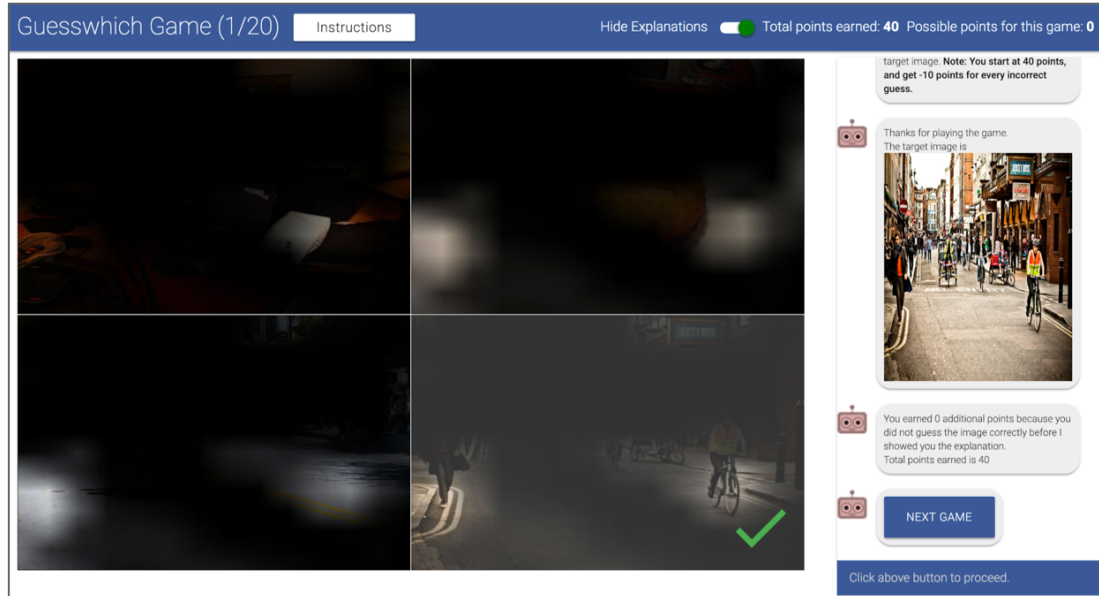 Guesswhich Game (1/20)
Instructions
Hide Explanations
Total points earned: 40 Possible points for this game: 0
target image. Note: You start at 40 points,
and get -10 points for every incorrect
guess.
Thanks for playing the game.
The target image is
You earned 0 additional points because you
did not guess the image correctly before I
showed you the explanation.
Total points earned is 40
NEXT GAME
Click above button to proceed.